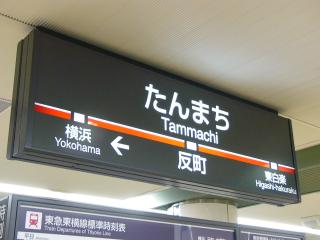 たんまち
Tammachi
反町
横浜
Yokohama
←
東白楽
Higashi-hakuraku
東急東横線標準時刻表
Train Departures of Toyoko Line